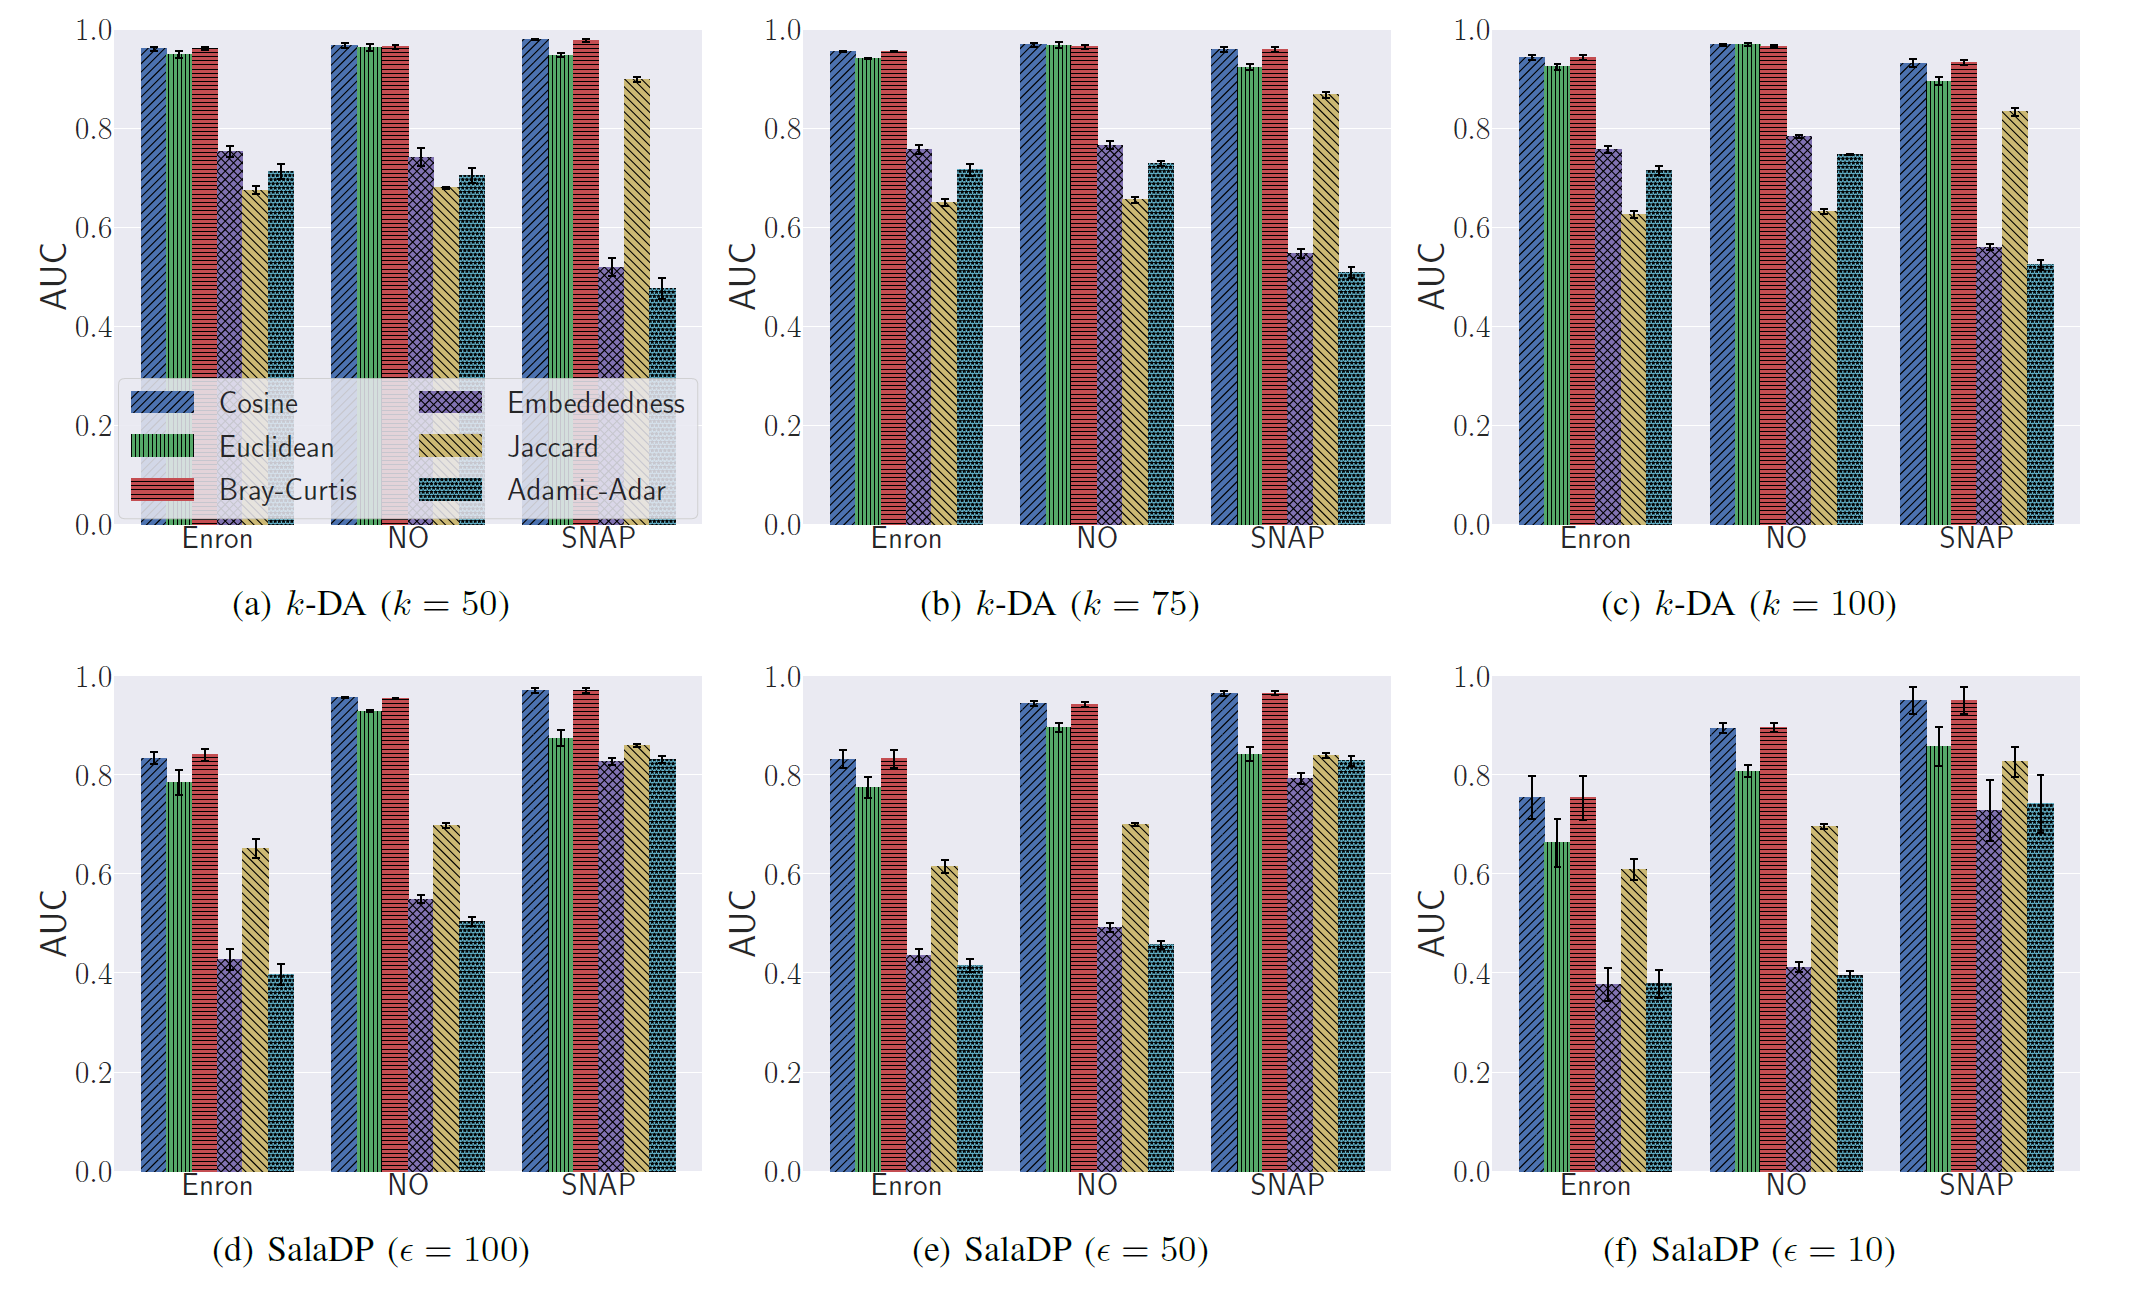 1.0
0.8
0.6
0.4
0.2
0.0
AUC
Cosine
Euclidean
Bray-Curtis
Embeddedness
Jaccard
Adamic-Adar
Enron NO SNAP
(a) k-DA (k = 50)
1.0
0.8
0.6
0.4
0.2
0.0
AUC
Enron NO SNAP
(b) k-DA (k = 75)
1.0
0.8
0.6
0.4
0.2
0.0
AUC
Enron NO SNAP
(c) k-DA (k = 100)
1.0
0.8
0.6
0.4
0.2
0.0
AUC
Enron NO SNAP
(d) SalaDP (ϵ = 100)
1.0
0.8
0.6
0.4
0.2
0.0
AUC
Enron NO SNAP
(e) SalaDP (ϵ = 50)
1.0
0.8
0.6
0.4
0.2
0.0
AUC
Enron NO SNAP
(f) SalaDP (ϵ = 10)